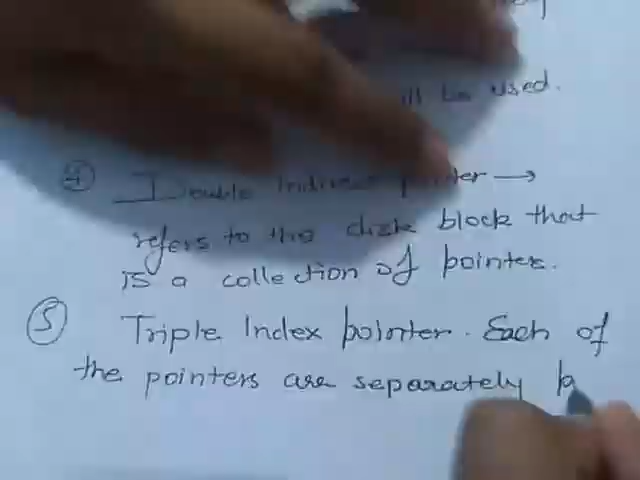 will be used.
④ Double Indirect pointer →
refers to the disk block that
is a collection of pointers.
⑤ Triple Index pointer. Each of
the pointers are separately